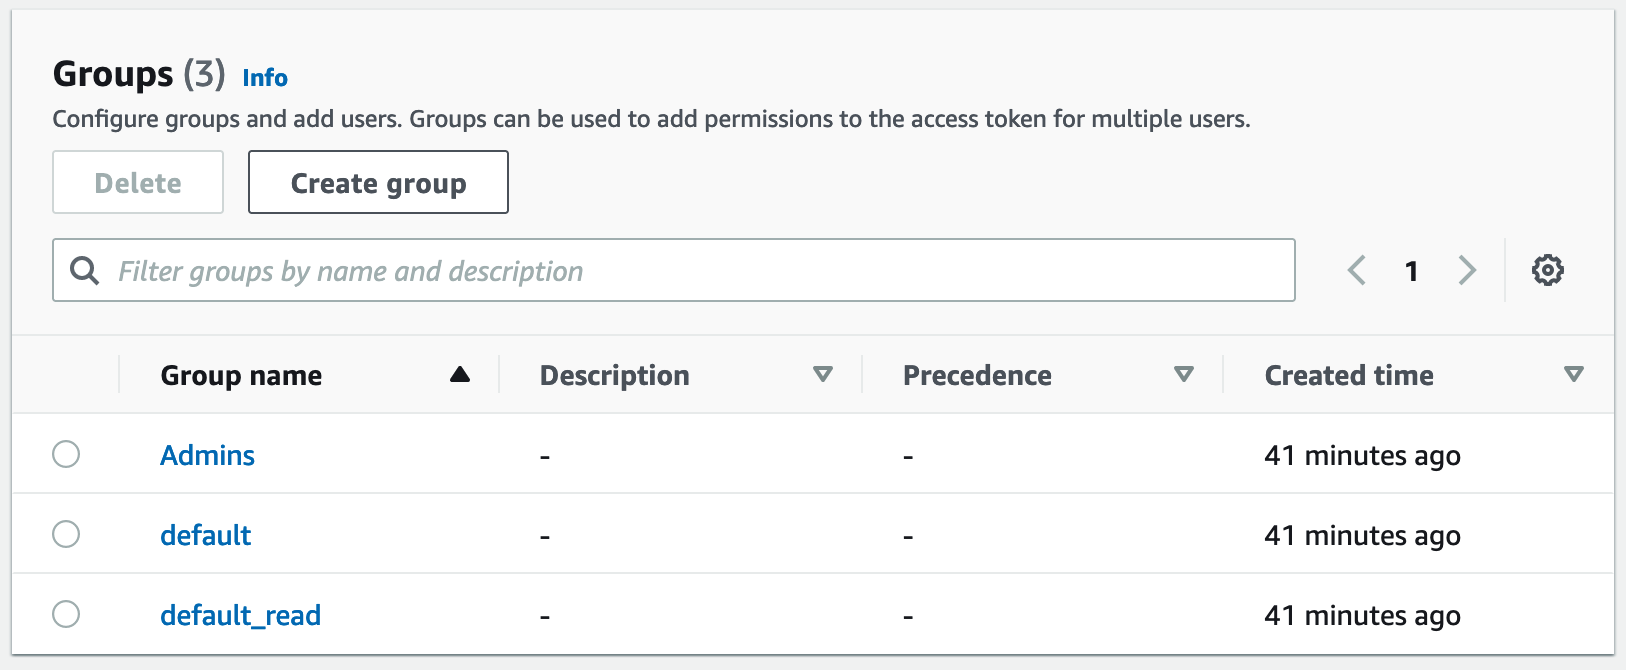 Groups (3) Info
Configure groups and add users. Groups can be used to add permissions to the access token for multiple users.
Delete Create group
Filter groups by name and description 1
Group name Description Precedence Created time
Admins - - 41 minutes ago
default - - 41 minutes ago
default_read - - 41 minutes ago